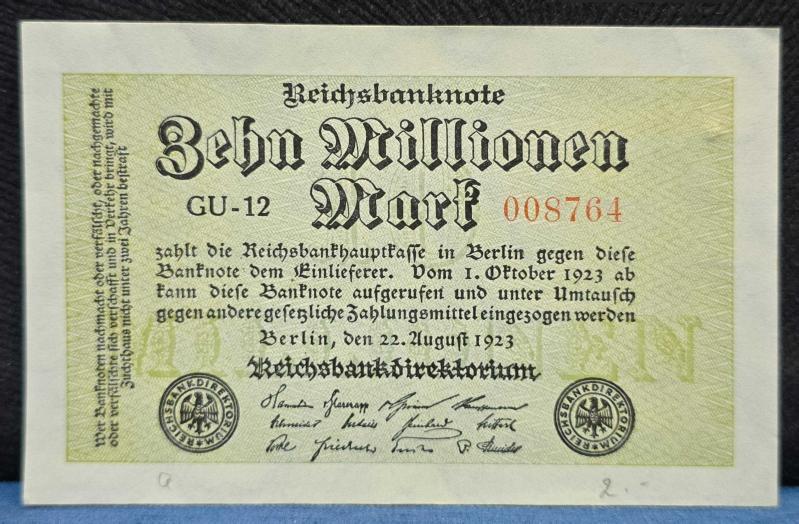 Reichsbanknote
Zehn Millionen
Mark
GU-12
008764
zahlt die Reichsbankhauptkasse in Berlin gegen diese
Banknote dem Einlieferer. Vom 1. Oktober 1923 ab
kann diese Banknote aufgerufen und unter Umtausch
gegen andere gesetzliche Zahlungsmittel eingezogen werden
Berlin, den 22. August 1923
Reichsbankdirektorium
Wer Banknoten nachmacht oder verfälscht, oder nachgemachte
oder verfälschte sich verschafft und in Verkehr bringt, wird mit
Zuchthaus nicht unter zwei Jahren bestraft
REICHSBANKDIREKTORIUM
REICHSBANKDIREKTORIUM
a
2.-